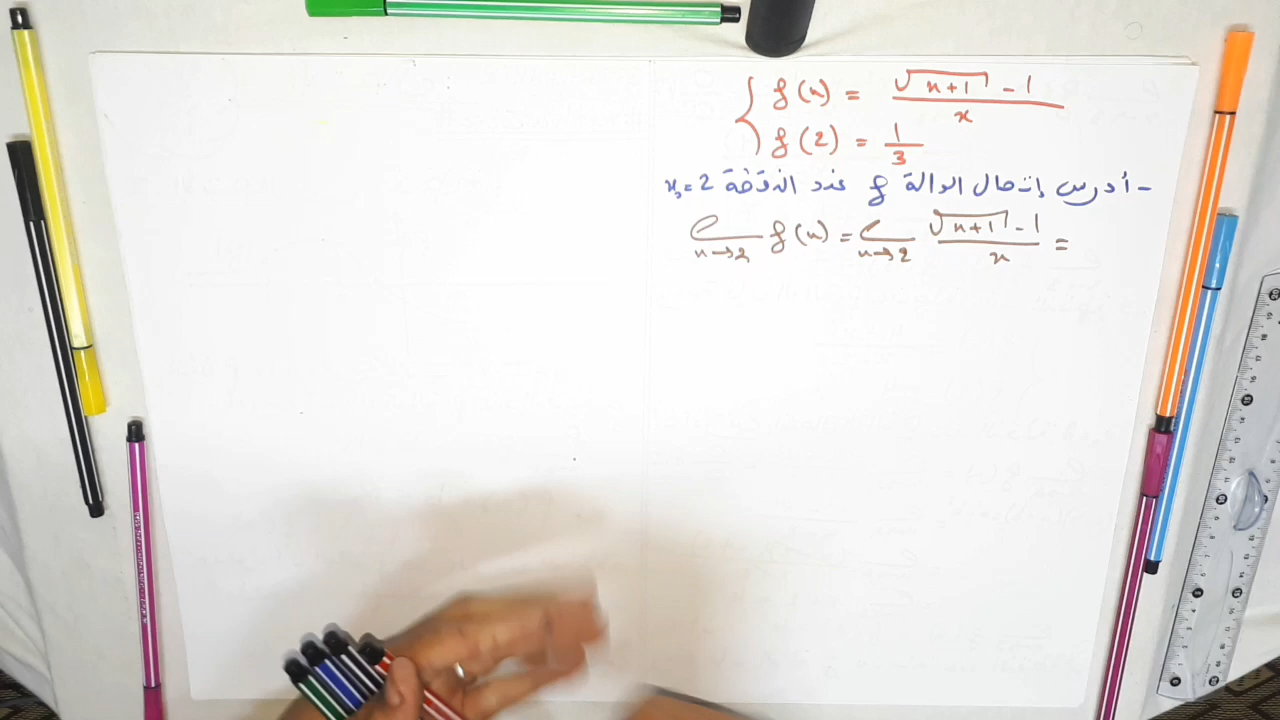 { f(x) = (√(x+1) - 1) / x
f(2) = 1/3
- أدرس إتصال الدالة f عند النقطة x₀=2
lim x→2 f(x) = lim x→2 (√(x+1) - 1) / x =